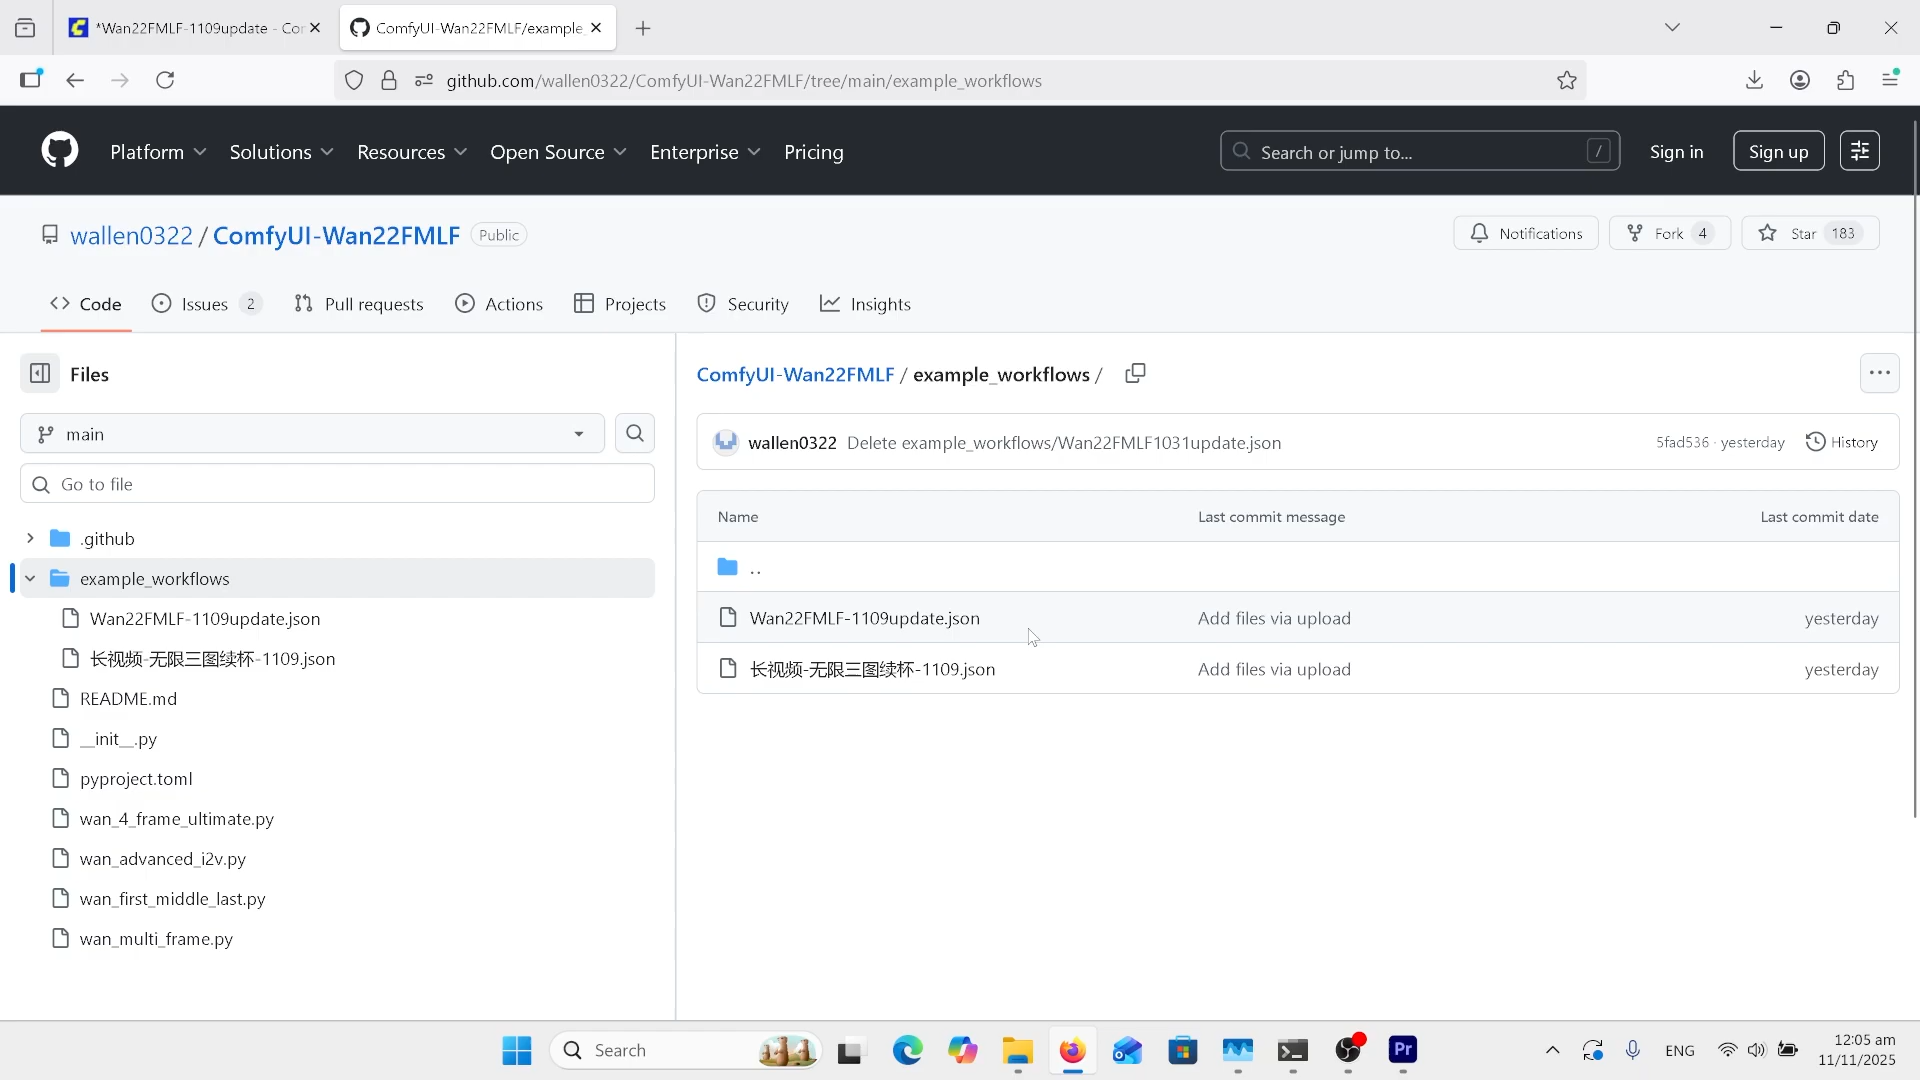 *Wan22FMLF-1109update - Cor
ComfyUI-Wan22FMLF/example_
github.com/wallen0322/ComfyUI-Wan22FMLF/tree/main/example_workflows
Platform
Solutions
Resources
Open Source
Enterprise
Pricing
Search or jump to...
/
Sign in
Sign up
wallen0322 / ComfyUI-Wan22FMLF
Public
Notifications
Fork 4
Star 183
Code
Issues 2
Pull requests
Actions
Projects
Security
Insights
Files
main
Go to file
.github
example_workflows
Wan22FMLF-1109update.json
长视频-无限三图续杯-1109.json
README.md
__init__.py
pyproject.toml
wan_4_frame_ultimate.py
wan_advanced_i2v.py
wan_first_middle_last.py
wan_multi_frame.py
ComfyUI-Wan22FMLF / example_workflows /
wallen0322 Delete example_workflows/Wan22FMLF1031update.json
5fad536 · yesterday
History
Name Last commit message Last commit date
..
Wan22FMLF-1109update.json Add files via upload yesterday
长视频-无限三图续杯-1109.json Add files via upload yesterday
Search
Pr
ENG
12:05 am
11/11/2025